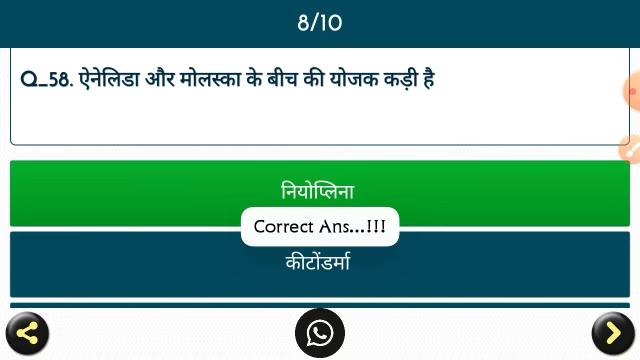 8/10
Q_58. ऐनेलिडा और मोलस्का के बीच की योजक कड़ी है
नियोप्लिना
Correct Ans...!!!
कीटोंडर्मा